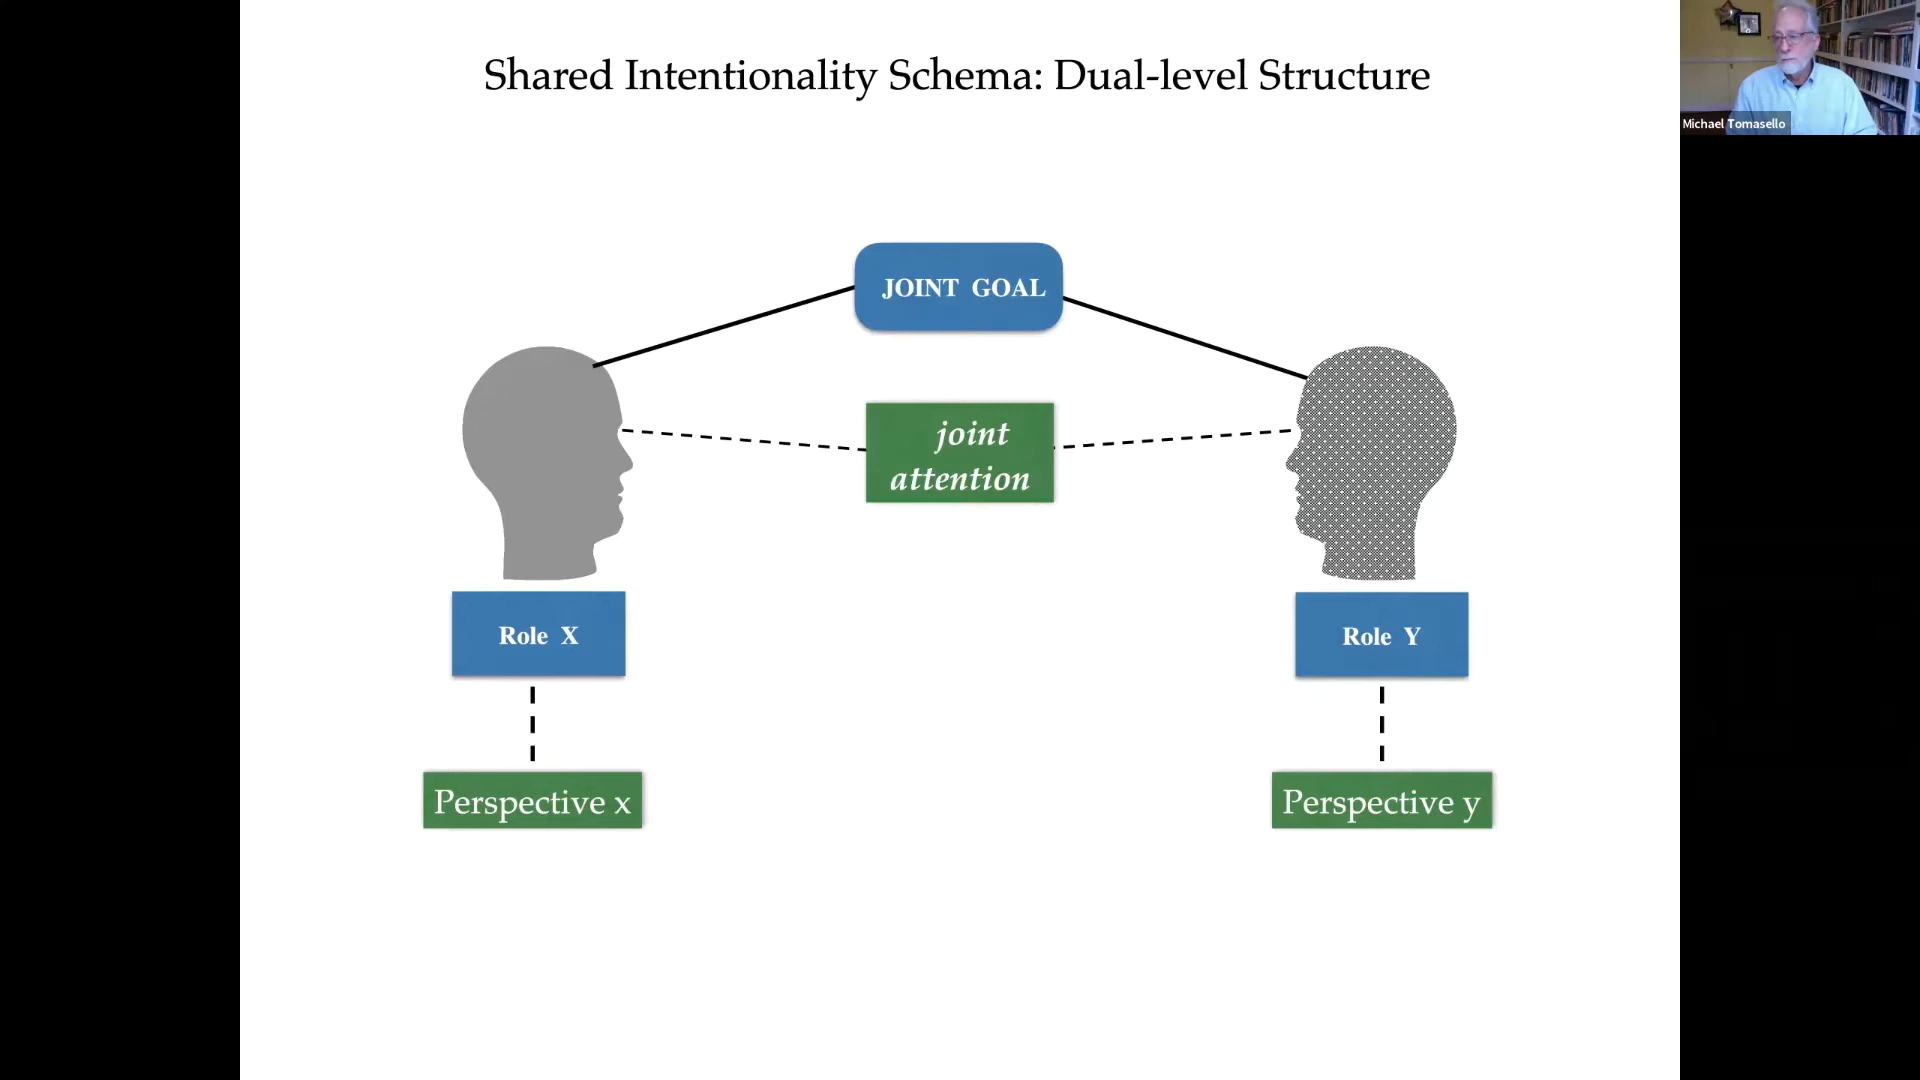 Shared Intentionality Schema: Dual-level Structure
Michael Tomasello
JOINT GOAL
joint
attention
Role X
Role Y
Perspective x
Perspective y